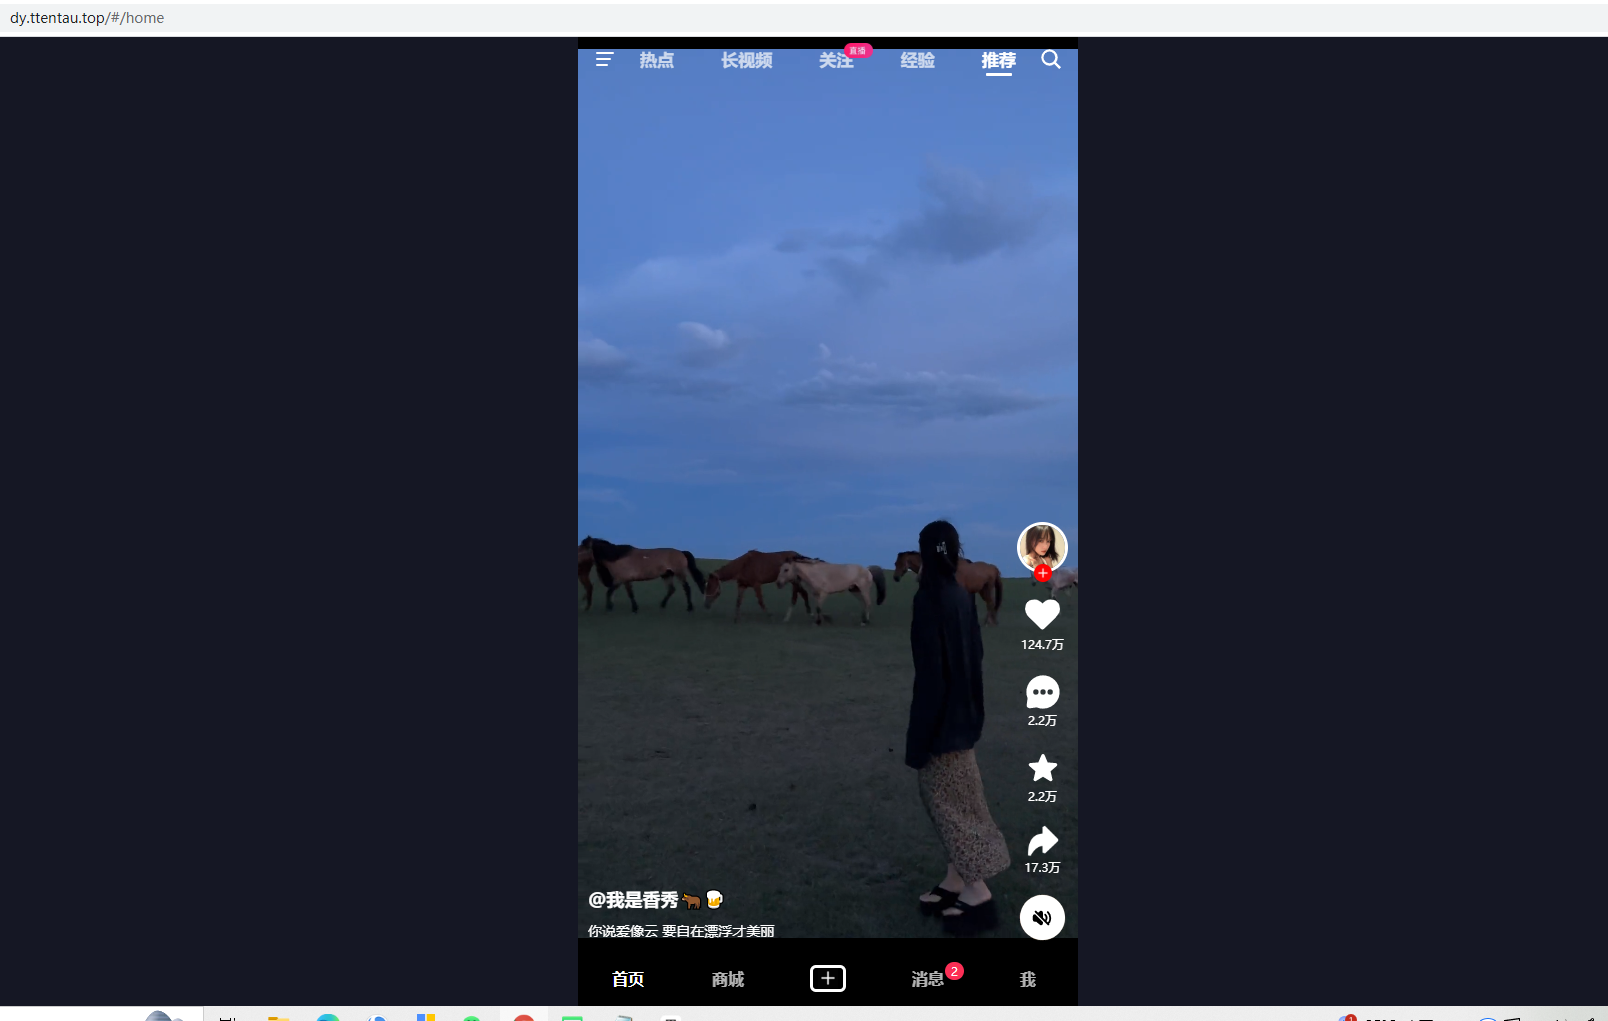 dy.ttentau.top/#/home
热点 长视频 关注 直播 经验 推荐
124.7万
2.2万
2.2万
17.3万
@我是香秀🐂🍺
你说爱像云 要自在漂浮才美丽
首页 商城 消息 2 我